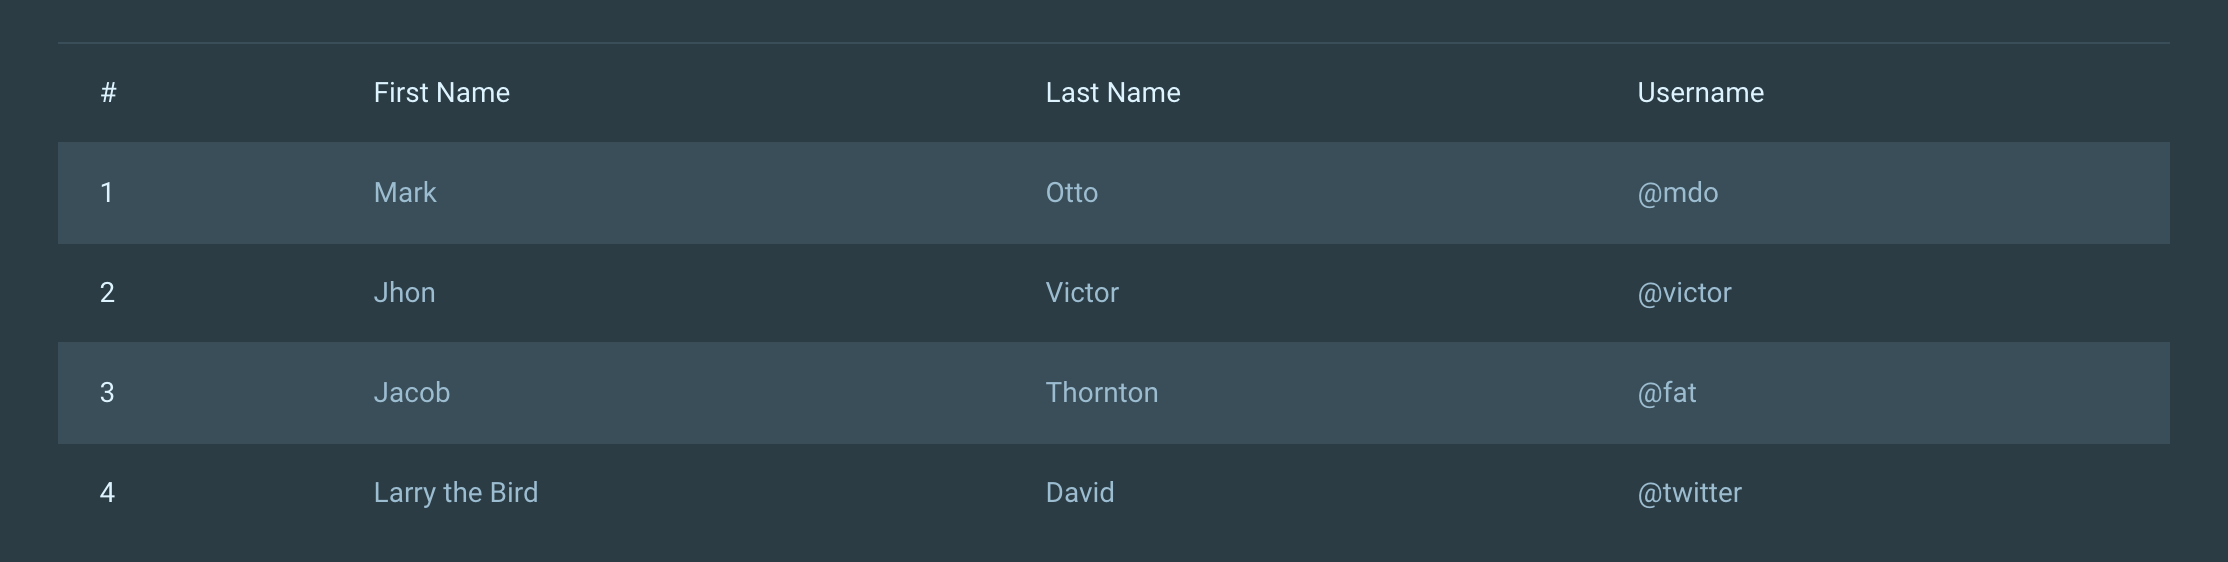 # First Name Last Name Username
1 Mark Otto @mdo
2 Jhon Victor @victor
3 Jacob Thornton @fat
4 Larry the Bird David @twitter